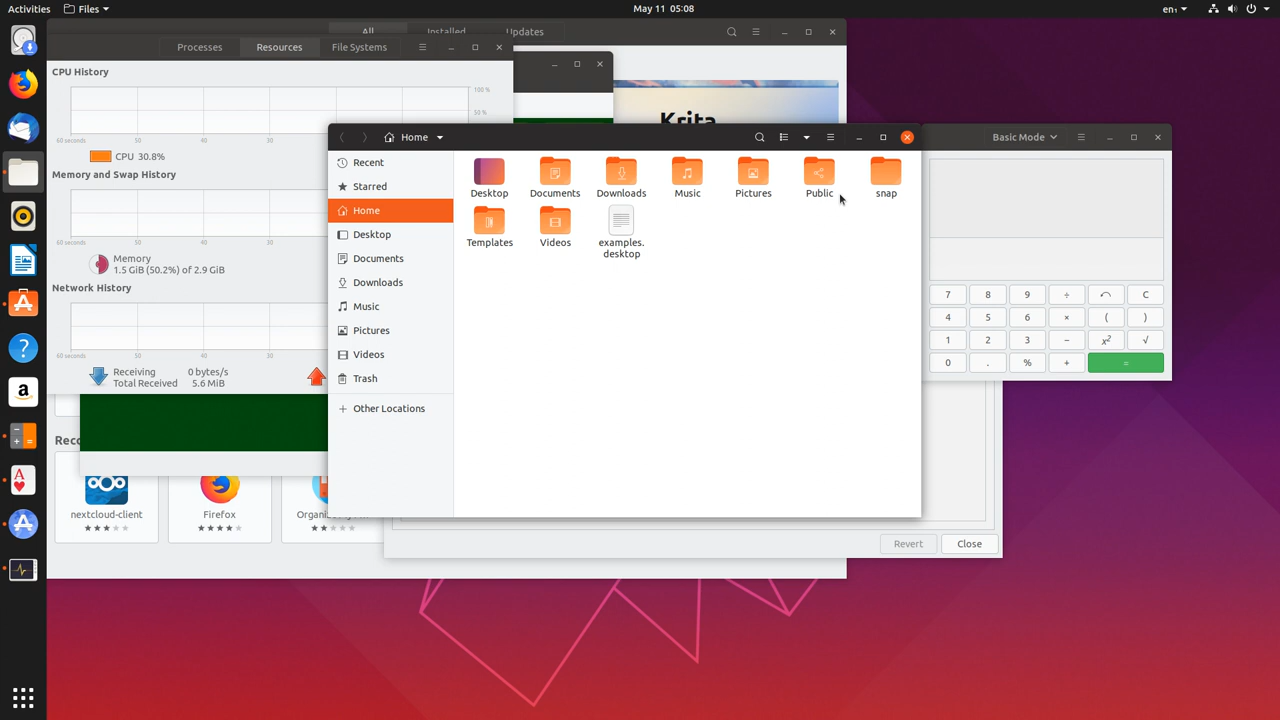 Activities
Files
May 11 05:08
en₁
All
Installed
Updates
Processes
Resources
File Systems
CPU History
100 %
50 %
60 seconds
50
40
30
CPU 30.8%
Memory and Swap History
60 seconds
50
40
30
Memory
1.5 GiB (50.2%) of 2.9 GiB
Network History
60 seconds
50
40
30
Receiving
0 bytes/s
Total Received
5.6 MiB
Krita
Home
Recent
Starred
Home
Desktop
Documents
Downloads
Music
Pictures
Videos
Trash
+ Other Locations
Desktop
Documents
Downloads
Music
Pictures
Public
snap
Templates
Videos
examples.
desktop
Basic Mode
7 8 9 ÷ C
4 5 6 × ( )
1 2 3 − x² √
0 . % + =
nextcloud-client
Firefox
Revert
Close